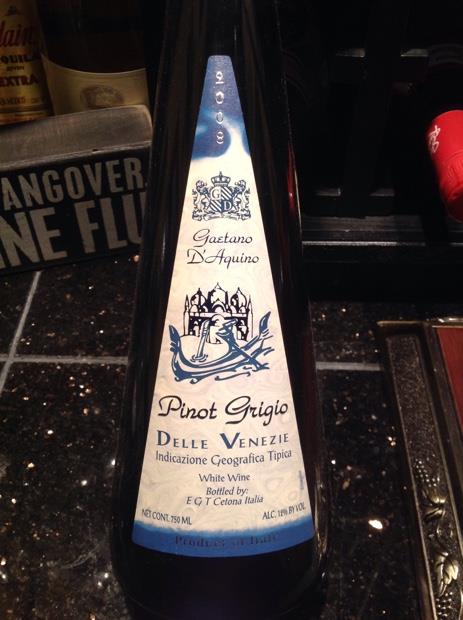 2008
G D
Gaetano
D'Aquino
Pinot Grigio
DELLE VENEZIE
Indicazione Geografica Tipica
White Wine
Bottled by:
E G T Cetona Italia
NET CONT. 750 ML
ALC. 12% BY VOL.
Product of Italy
EXTRA
ANGOVER
NE FLU